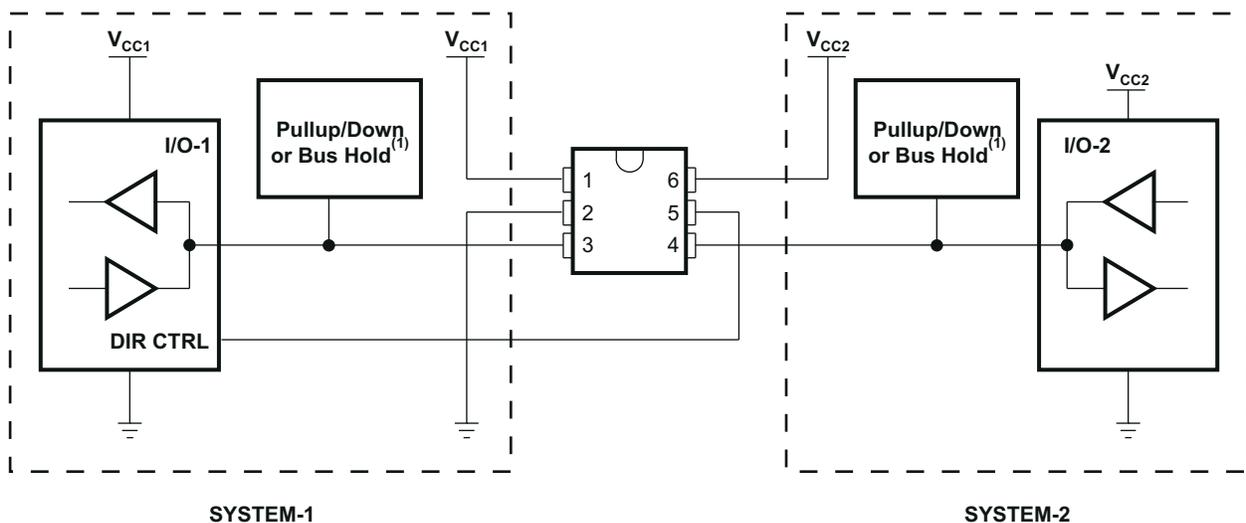 VCC1
VCC1
VCC2
VCC2
I/O-1
Pullup/Down
or Bus Hold(1)
1
2
3
6
5
4
Pullup/Down
or Bus Hold(1)
I/O-2
DIR CTRL
SYSTEM-1
SYSTEM-2